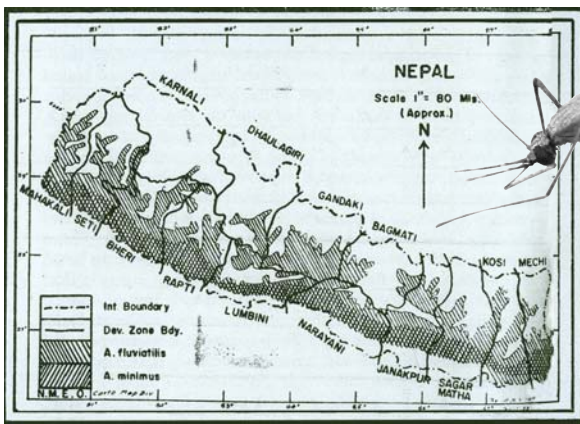 NEPAL
Scale 1"= 80 Mls.
(Approx.)
N
KARNALI
DHAULAGIRI
GANDAKI
BAGMATI
KOSI
MECHI
MAHAKALI
SETI
BHERI
RAPTI
LUMBINI
NARAYANI
JANAKPUR
SAGAR
MATHA
Int. Boundary
Dev. Zone Bdy.
A. fluviatilis
A. minimus
N.M.E.O.